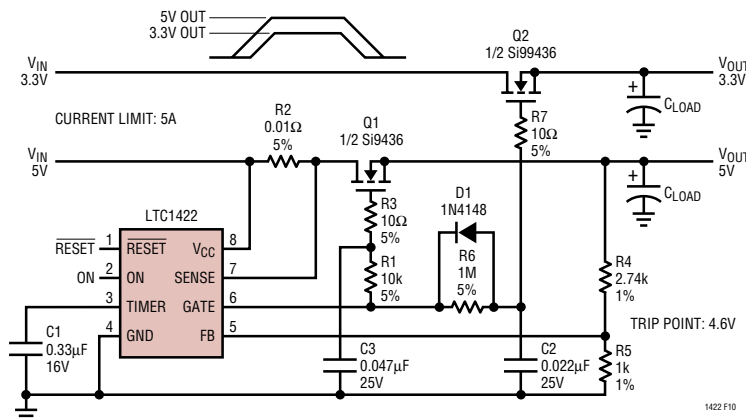 5V OUT
3.3V OUT
Q2
1/2 Si99436
VIN
3.3V
VOUT
3.3V
CURRENT LIMIT: 5A
R2
0.01Ω
5%
Q1
1/2 Si9436
R7
10Ω
5%
+
CLOAD
VIN
5V
VOUT
5V
+
CLOAD
LTC1422
R3
10Ω
5%
D1
1N4148
RESET
1
RESET
VCC
8
ON
2
ON
SENSE
7
R1
10k
5%
R6
1M
5%
R4
2.74k
1%
3
TIMER
GATE
6
4
GND
FB
5
TRIP POINT: 4.6V
C1
0.33µF
16V
C3
0.047µF
25V
C2
0.022µF
25V
R5
1k
1%
1422 F10